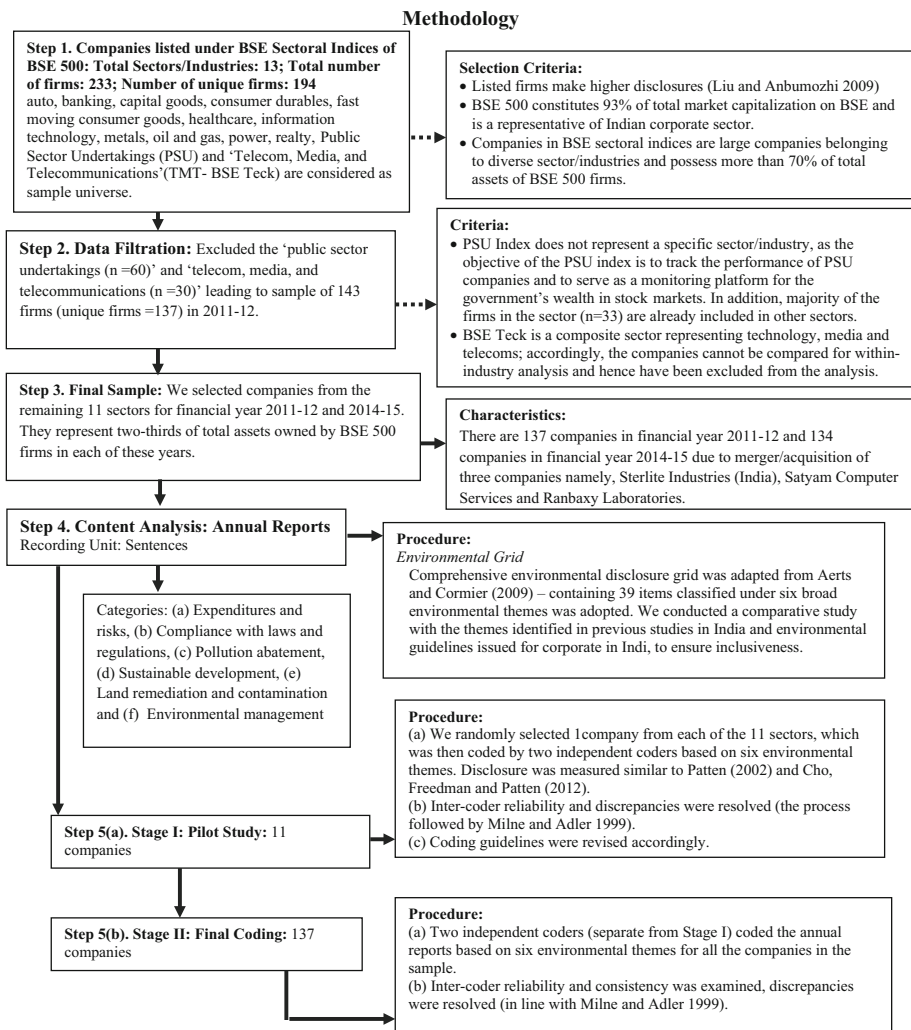 Methodology
Step 1. Companies listed under BSE Sectoral Indices of
BSE 500: Total Sectors/Industries: 13; Total number
of firms: 233; Number of unique firms: 194
auto, banking, capital goods, consumer durables, fast
moving consumer goods, healthcare, information
technology, metals, oil and gas, power, realty, Public
Sector Undertakings (PSU) and ‘Telecom, Media, and
Telecommunications’(TMT- BSE Teck) are considered as
sample universe.
Selection Criteria:
• Listed firms make higher disclosures (Liu and Anbumozhi 2009)
• BSE 500 constitutes 93% of total market capitalization on BSE and
is a representative of Indian corporate sector.
• Companies in BSE sectoral indices are large companies belonging
to diverse sector/industries and possess more than 70% of total
assets of BSE 500 firms.
Step 2. Data Filtration: Excluded the ‘public sector
undertakings (n =60)’ and ‘telecom, media, and
telecommunications (n =30)’ leading to sample of 143
firms (unique firms =137) in 2011-12.
Criteria:
• PSU Index does not represent a specific sector/industry, as the
objective of the PSU index is to track the performance of PSU
companies and to serve as a monitoring platform for the
government’s wealth in stock markets. In addition, majority of the
firms in the sector (n=33) are already included in other sectors.
• BSE Teck is a composite sector representing technology, media and
telecoms; accordingly, the companies cannot be compared for within-
industry analysis and hence have been excluded from the analysis.
Step 3. Final Sample: We selected companies from the
remaining 11 sectors for financial year 2011-12 and 2014-15.
They represent two-thirds of total assets owned by BSE 500
firms in each of these years.
Characteristics:
There are 137 companies in financial year 2011-12 and 134
companies in financial year 2014-15 due to merger/acquisition of
three companies namely, Sterlite Industries (India), Satyam Computer
Services and Ranbaxy Laboratories.
Step 4. Content Analysis: Annual Reports
Recording Unit: Sentences
Procedure:
Environmental Grid
Comprehensive environmental disclosure grid was adapted from Aerts
and Cormier (2009) – containing 39 items classified under six broad
environmental themes was adopted. We conducted a comparative study
with the themes identified in previous studies in India and environmental
guidelines issued for corporate in Indi, to ensure inclusiveness.
Categories: (a) Expenditures and
risks, (b) Compliance with laws and
regulations, (c) Pollution abatement,
(d) Sustainable development, (e)
Land remediation and contamination
and (f) Environmental management
Procedure:
(a) We randomly selected 1company from each of the 11 sectors, which
was then coded by two independent coders based on six environmental
themes. Disclosure was measured similar to Patten (2002) and Cho,
Freedman and Patten (2012).
(b) Inter-coder reliability and discrepancies were resolved (the process
followed by Milne and Adler 1999).
(c) Coding guidelines were revised accordingly.
Step 5(a). Stage I: Pilot Study: 11
companies
Step 5(b). Stage II: Final Coding: 137
companies
Procedure:
(a) Two independent coders (separate from Stage I) coded the annual
reports based on six environmental themes for all the companies in the
sample.
(b) Inter-coder reliability and consistency was examined, discrepancies
were resolved (in line with Milne and Adler 1999).